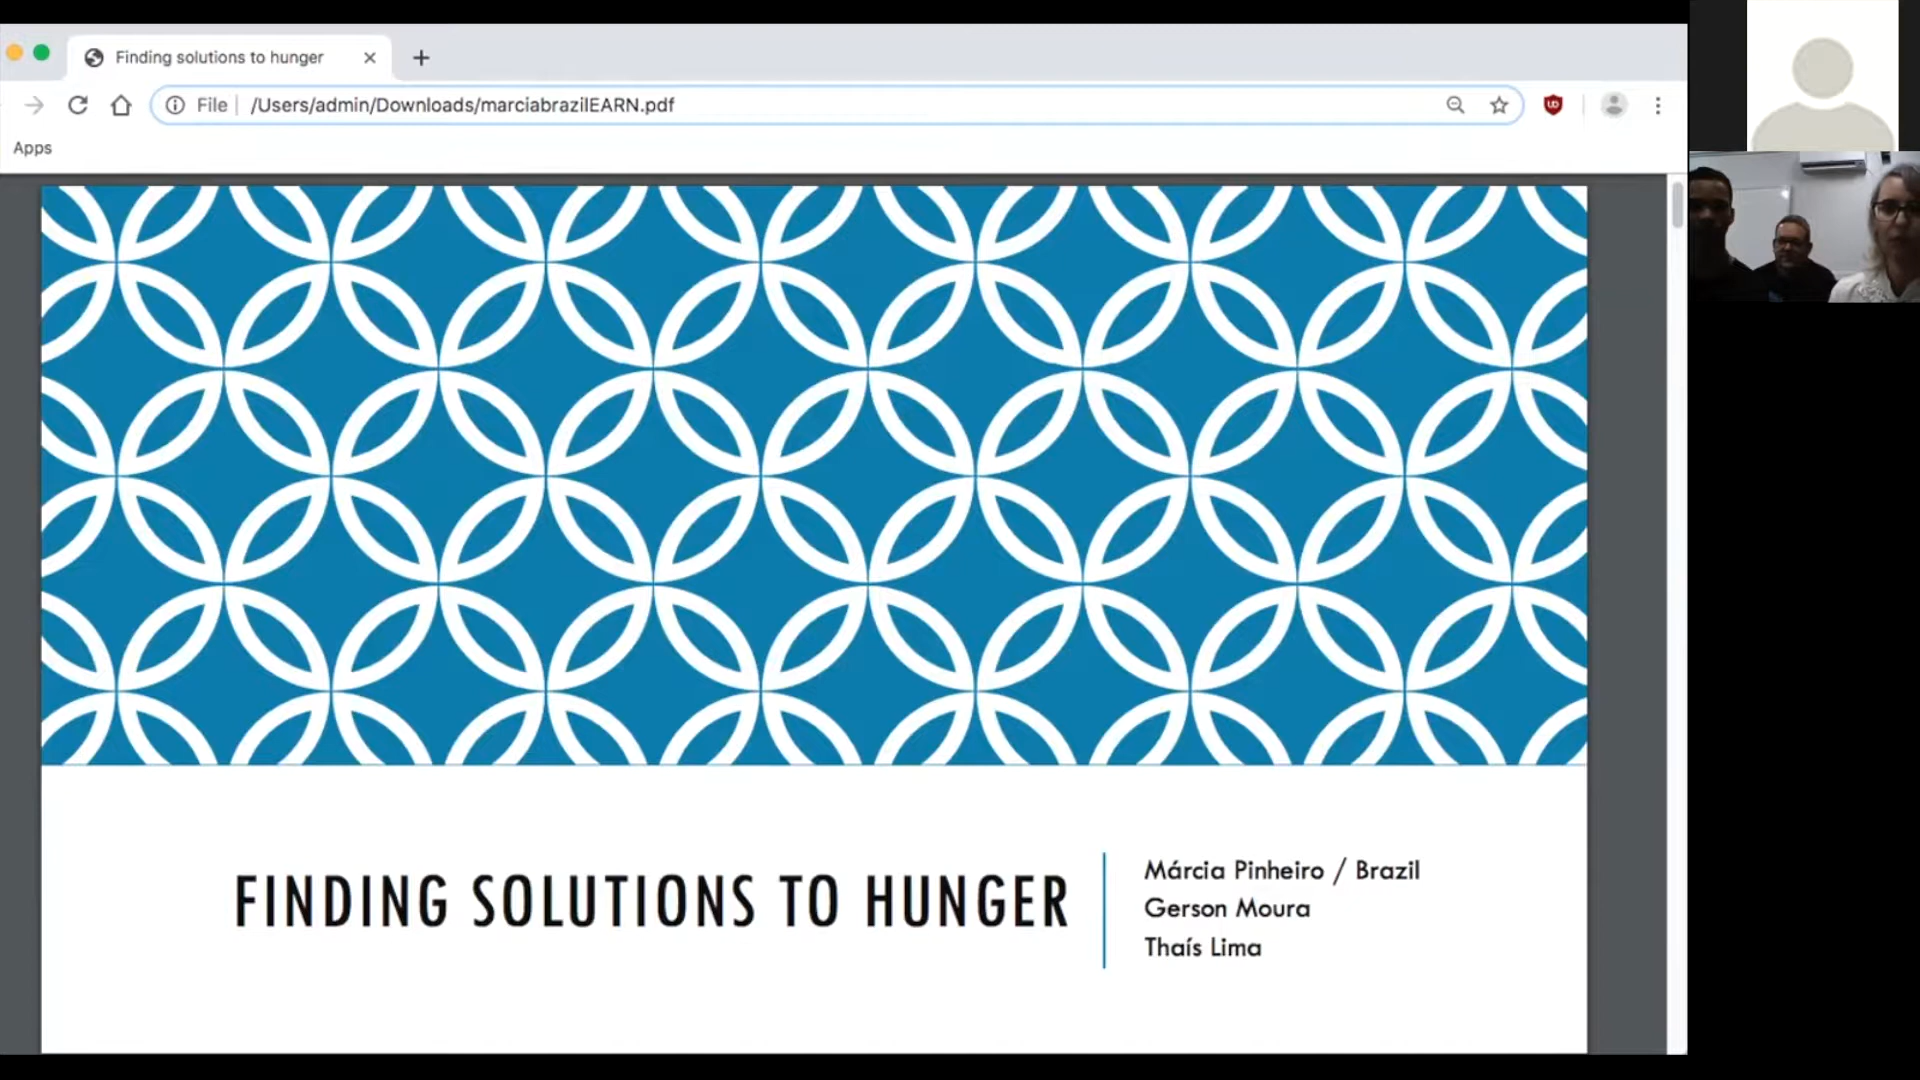 Finding solutions to hunger
File /Users/admin/Downloads/marciabrazilEARN.pdf
Apps
FINDING SOLUTIONS TO HUNGER
Márcia Pinheiro / Brazil
Gerson Moura
Thaís Lima